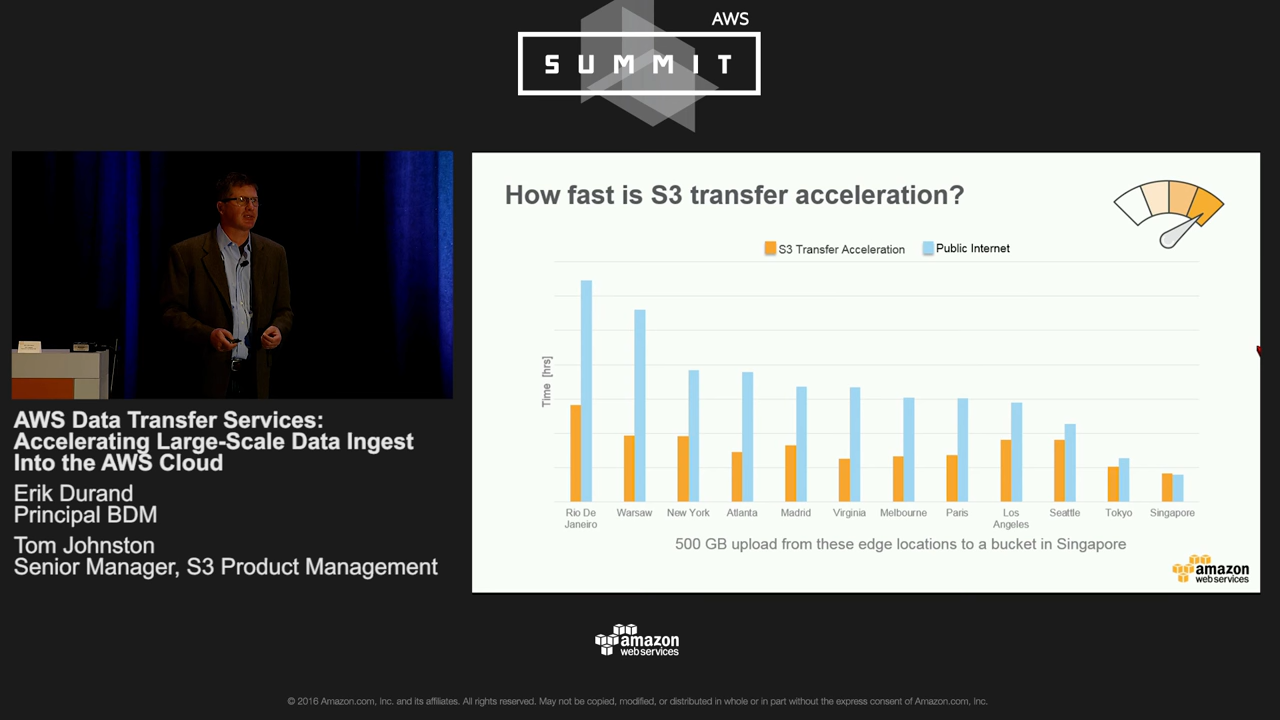 AWS
SUMMIT
How fast is S3 transfer acceleration?
S3 Transfer Acceleration
Public Internet
Time [hrs]
Rio De
Janeiro
Warsaw
New York
Atlanta
Madrid
Virginia
Melbourne
Paris
Los
Angeles
Seattle
Tokyo
Singapore
500 GB upload from these edge locations to a bucket in Singapore
amazon
web services
AWS Data Transfer Services:
Accelerating Large-Scale Data Ingest
Into the AWS Cloud
Erik Durand
Principal BDM
Tom Johnston
Senior Manager, S3 Product Management
amazon
web services
© 2016 Amazon.com, Inc. and its affiliates. All rights reserved. May not be copied, modified, or distributed in whole or in part without the express consent of Amazon.com, Inc.